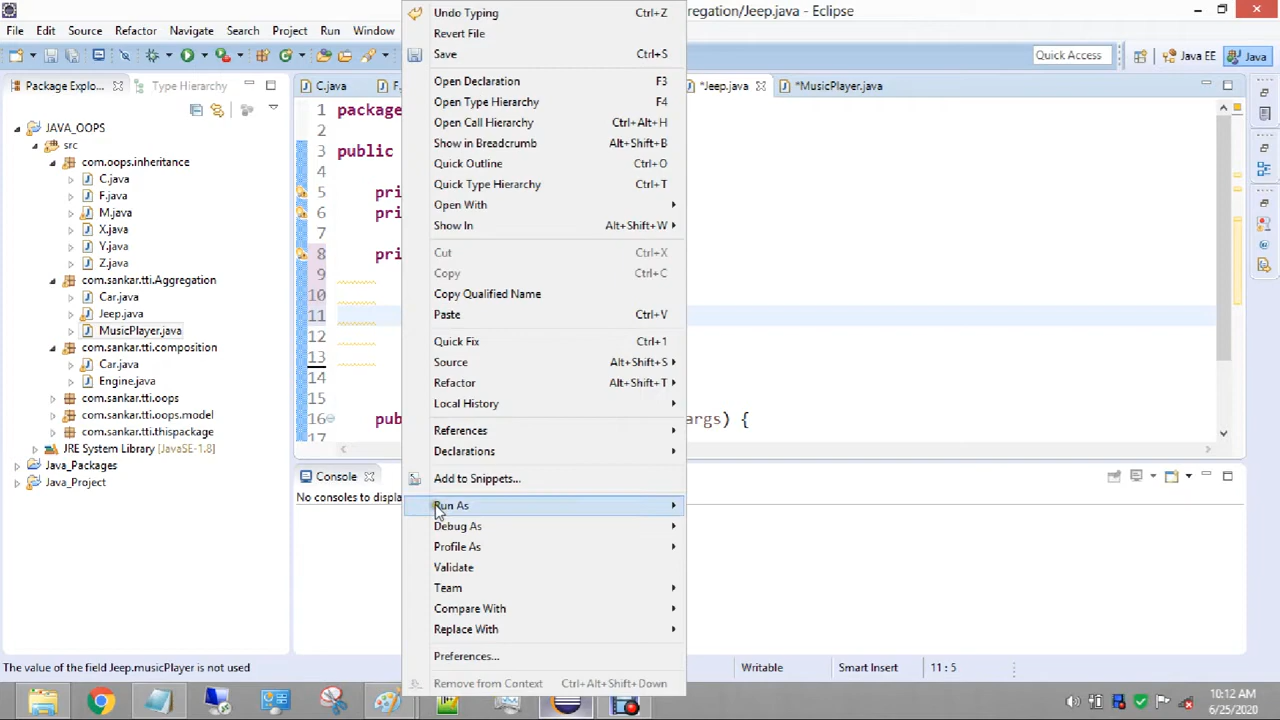 gregation/Jeep.java - Eclipse
File Edit Source Refactor Navigate Search Project Run Window
Quick Access Java EE Java
Package Explo... Type Hierarchy
JAVA_OOPS
src
com.oops.inheritance
C.java
F.java
M.java
X.java
Y.java
Z.java
com.sankar.tti.Aggregation
Car.java
Jeep.java
MusicPlayer.java
com.sankar.tti.composition
Car.java
Engine.java
com.sankar.tti.oops
com.sankar.tti.oops.model
com.sankar.tti.thispackage
JRE System Library [JavaSE-1.8]
Java_Packages
Java_Project
C.java F. *Jeep.java *MusicPlayer.java
1 package
2
3 public
4
5 pri
6 pri
7
8 pri
9
10
11
12
13
14
15
16 pub args) {
17
Undo Typing Ctrl+Z
Revert File
Save Ctrl+S
Open Declaration F3
Open Type Hierarchy F4
Open Call Hierarchy Ctrl+Alt+H
Show in Breadcrumb Alt+Shift+B
Quick Outline Ctrl+O
Quick Type Hierarchy Ctrl+T
Open With
Show In Alt+Shift+W
Cut Ctrl+X
Copy Ctrl+C
Copy Qualified Name
Paste Ctrl+V
Quick Fix Ctrl+1
Source Alt+Shift+S
Refactor Alt+Shift+T
Local History
References
Declarations
Add to Snippets...
Run As
Debug As
Profile As
Validate
Team
Compare With
Replace With
Preferences...
Remove from Context Ctrl+Alt+Shift+Down
Console
No consoles to displa
The value of the field Jeep.musicPlayer is not used
Writable Smart Insert 11 : 5
10:12 AM
6/25/2020